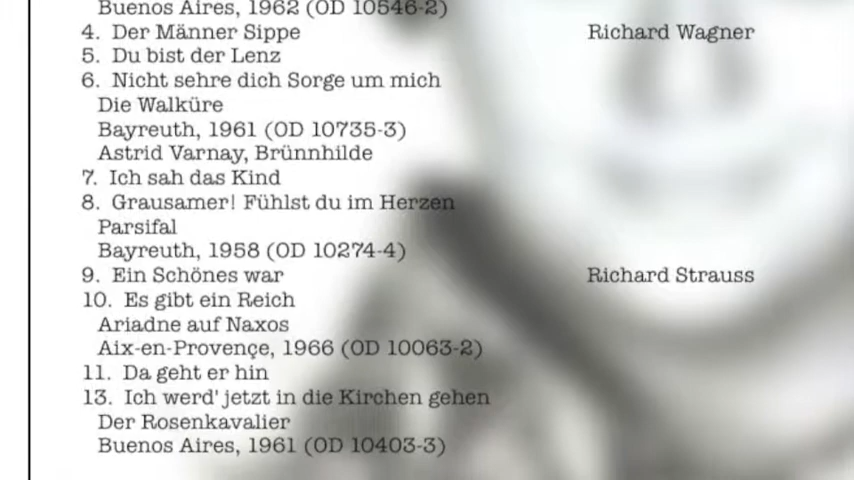 Buenos Aires, 1962 (OD 10546-2)
4. Der Männer Sippe Richard Wagner
5. Du bist der Lenz
6. Nicht sehre dich Sorge um mich
Die Walküre
Bayreuth, 1961 (OD 10735-3)
Astrid Varnay, Brünnhilde
7. Ich sah das Kind
8. Grausamer! Fühlst du im Herzen
Parsifal
Bayreuth, 1958 (OD 10274-4)
9. Ein Schönes war Richard Strauss
10. Es gibt ein Reich
Ariadne auf Naxos
Aix-en-Provençe, 1966 (OD 10063-2)
11. Da geht er hin
13. Ich werd' jetzt in die Kirchen gehen
Der Rosenkavalier
Buenos Aires, 1961 (OD 10403-3)